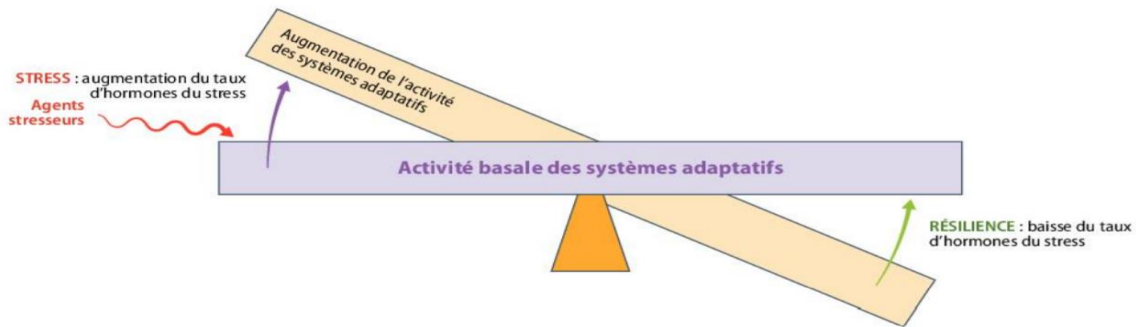 Augmentation de l'activité
des systèmes adaptatifs
STRESS : augmentation du taux
d'hormones du stress
Agents
stresseurs
Activité basale des systèmes adaptatifs
RÉSILIENCE : baisse du taux
d'hormones du stress